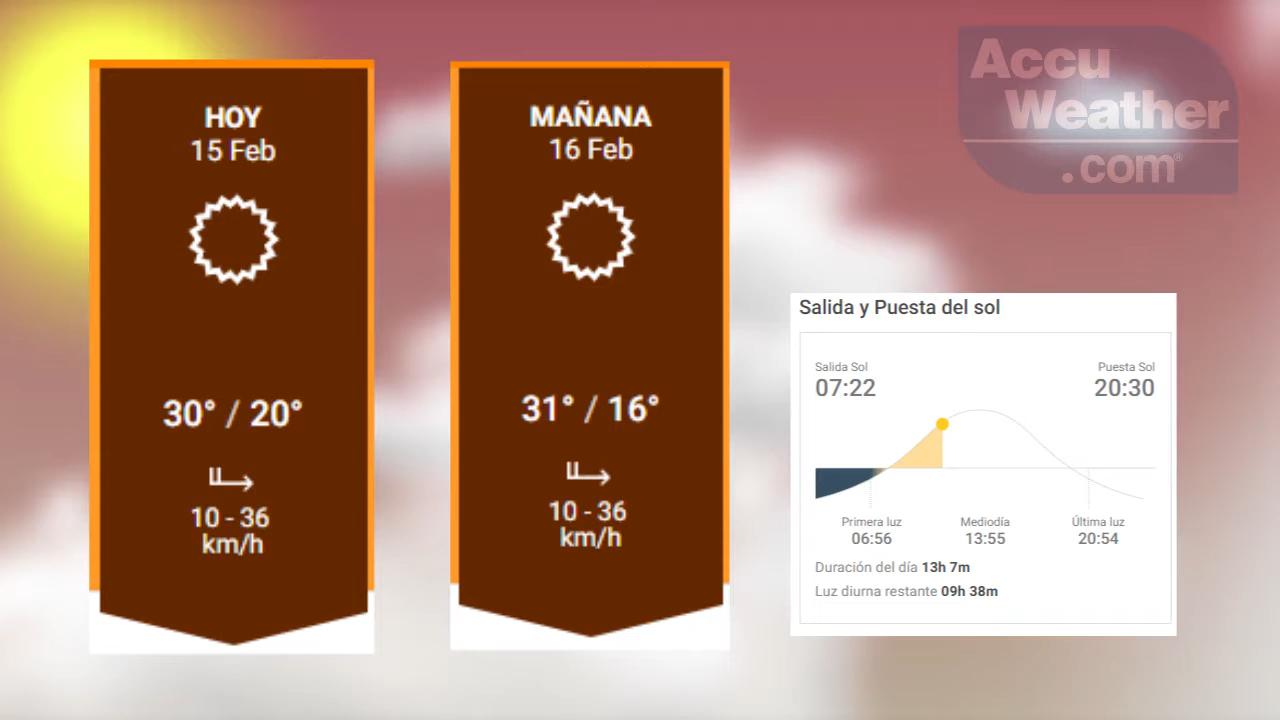 HOY
15 Feb
30° / 20°
10 - 36
km/h
MAÑANA
16 Feb
31° / 16°
10 - 36
km/h
Accu
Weather
.com®
Salida y Puesta del sol
Salida Sol
07:22
Puesta Sol
20:30
Primera luz
06:56
Mediodía
13:55
Última luz
20:54
Duración del día 13h 7m
Luz diurna restante 09h 38m